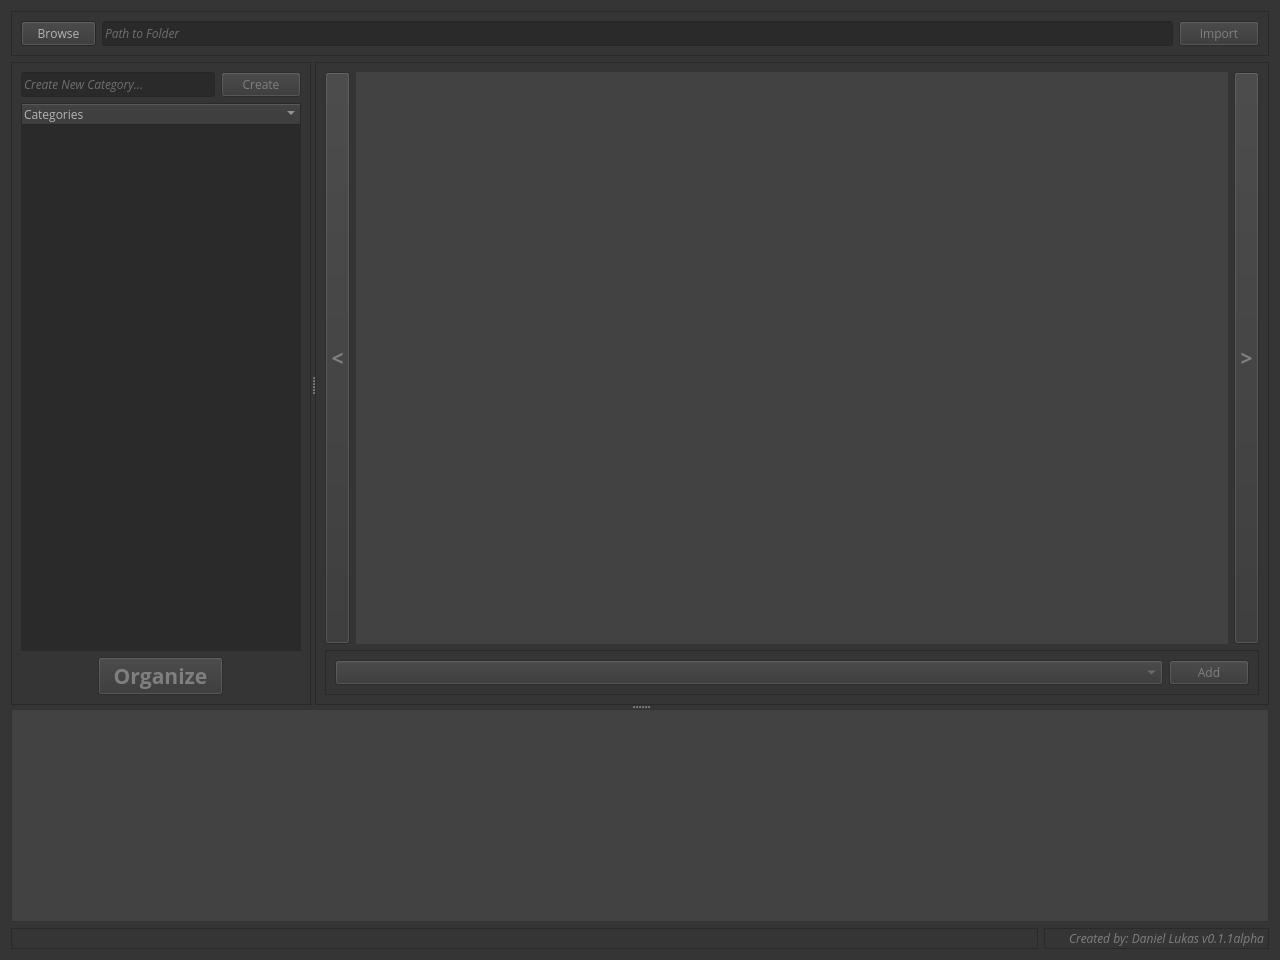 Browse
Path to Folder
Import
Create New Category...
Create
Categories
<
>
Organize
Add
Created by: Daniel Lukas v0.1.1alpha